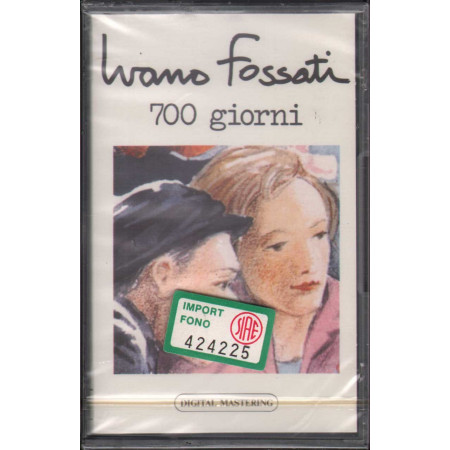 Ivano Fossati
700 giorni
IMPORT
FONO
SIAE
424225
DIGITAL MASTERING